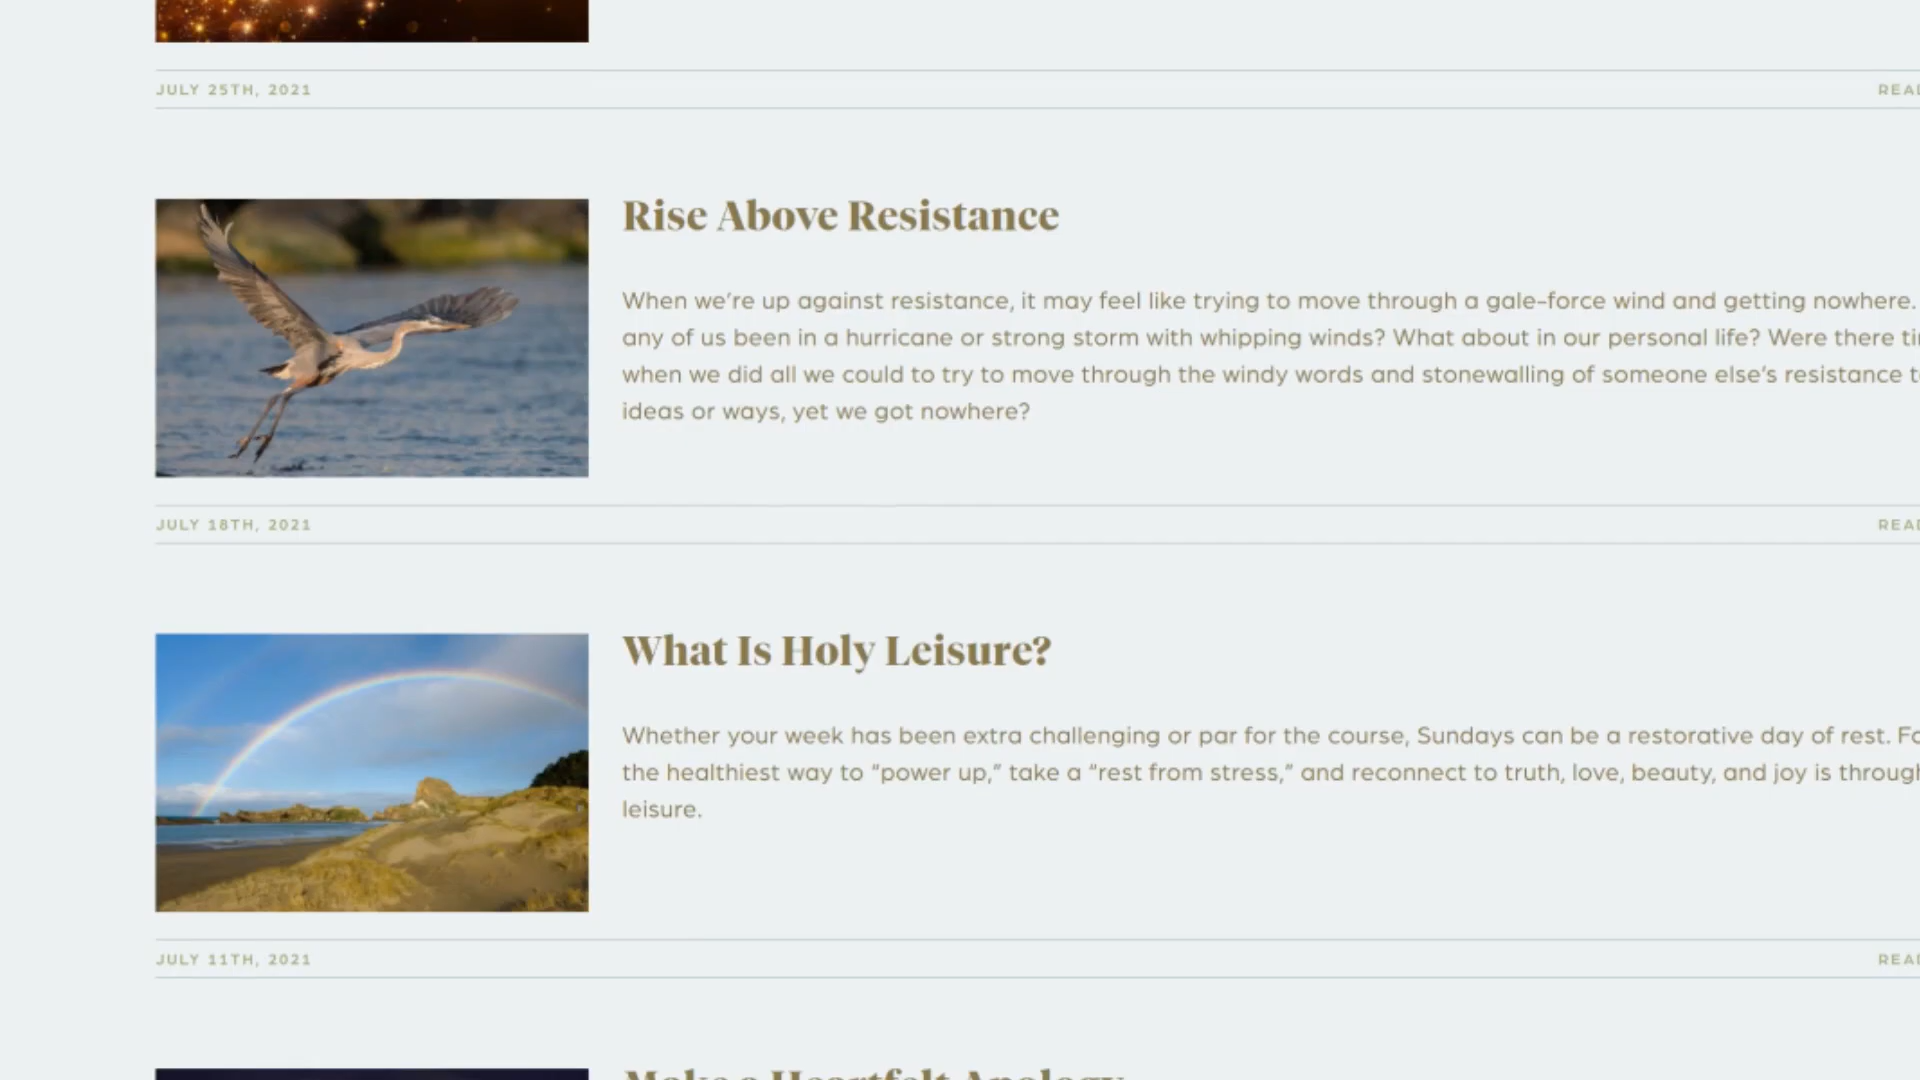 JULY 25TH, 2021
Rise Above Resistance
When we're up against resistance, it may feel like trying to move through a gale-force wind and getting nowhere.
any of us been in a hurricane or strong storm with whipping winds? What about in our personal life? Were there
when we did all we could to try to move through the windy words and stonewalling of someone else's resistance
ideas or ways, yet we got nowhere?
JULY 18TH, 2021
What Is Holy Leisure?
Whether your week has been extra challenging or par for the course, Sundays can be a restorative day of rest.
the healthiest way to "power up," take a "rest from stress," and reconnect to truth, love, beauty, and joy is through
leisure.
JULY 11TH, 2021
Make a Heartfelt Apology